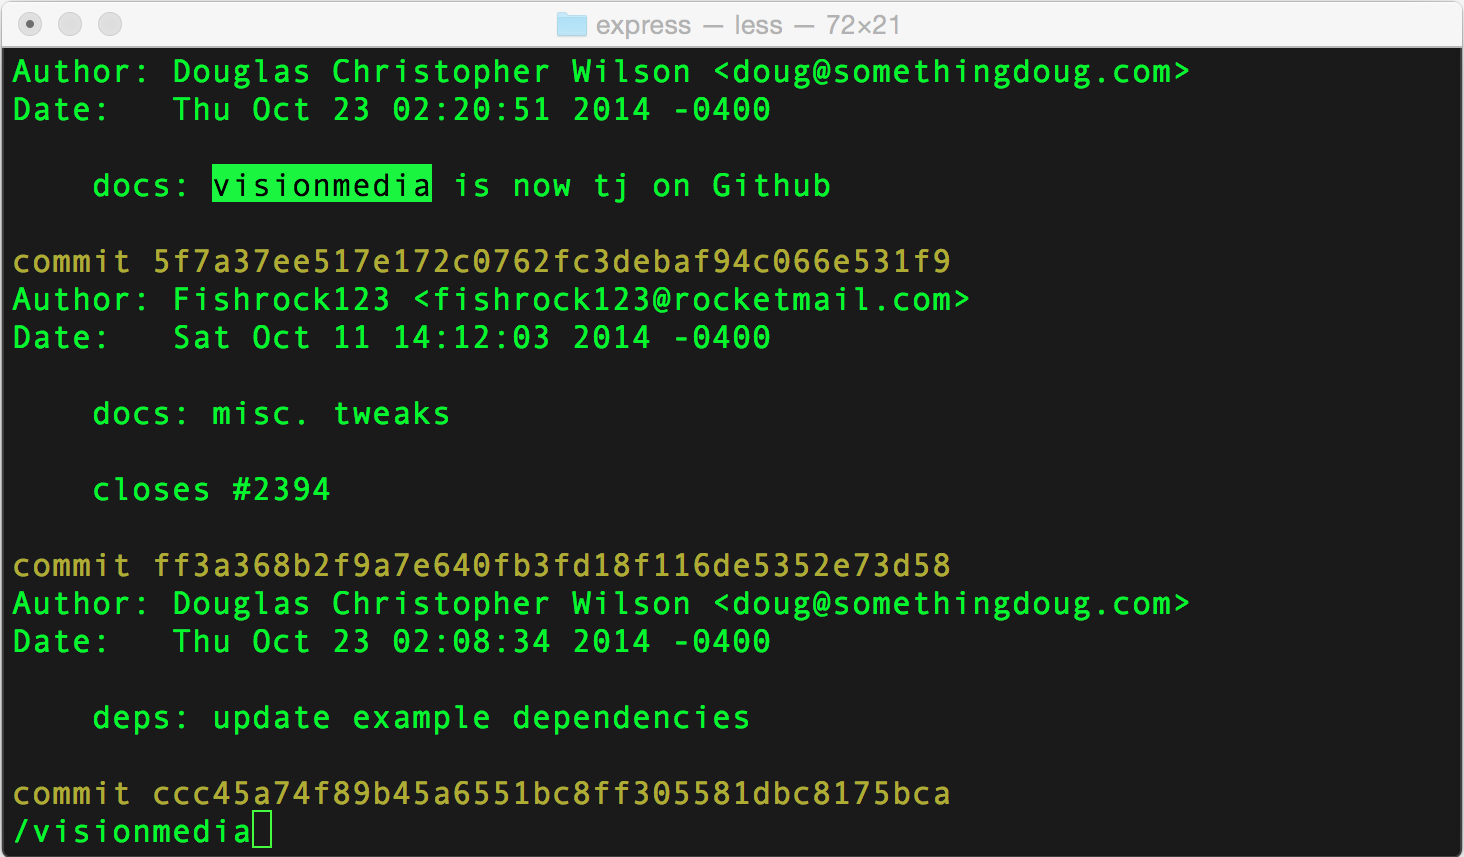 express — less — 72×21
Author: Douglas Christopher Wilson <doug@somethingdoug.com>
Date:   Thu Oct 23 02:20:51 2014 -0400
    docs: visionmedia is now tj on Github
commit 5f7a37ee517e172c0762fc3debaf94c066e531f9
Author: Fishrock123 <fishrock123@rocketmail.com>
Date:   Sat Oct 11 14:12:03 2014 -0400
    docs: misc. tweaks
    closes #2394
commit ff3a368b2f9a7e640fb3fd18f116de5352e73d58
Author: Douglas Christopher Wilson <doug@somethingdoug.com>
Date:   Thu Oct 23 02:08:34 2014 -0400
    deps: update example dependencies
commit ccc45a74f89b45a6551bc8ff305581dbc8175bca
/visionmedia